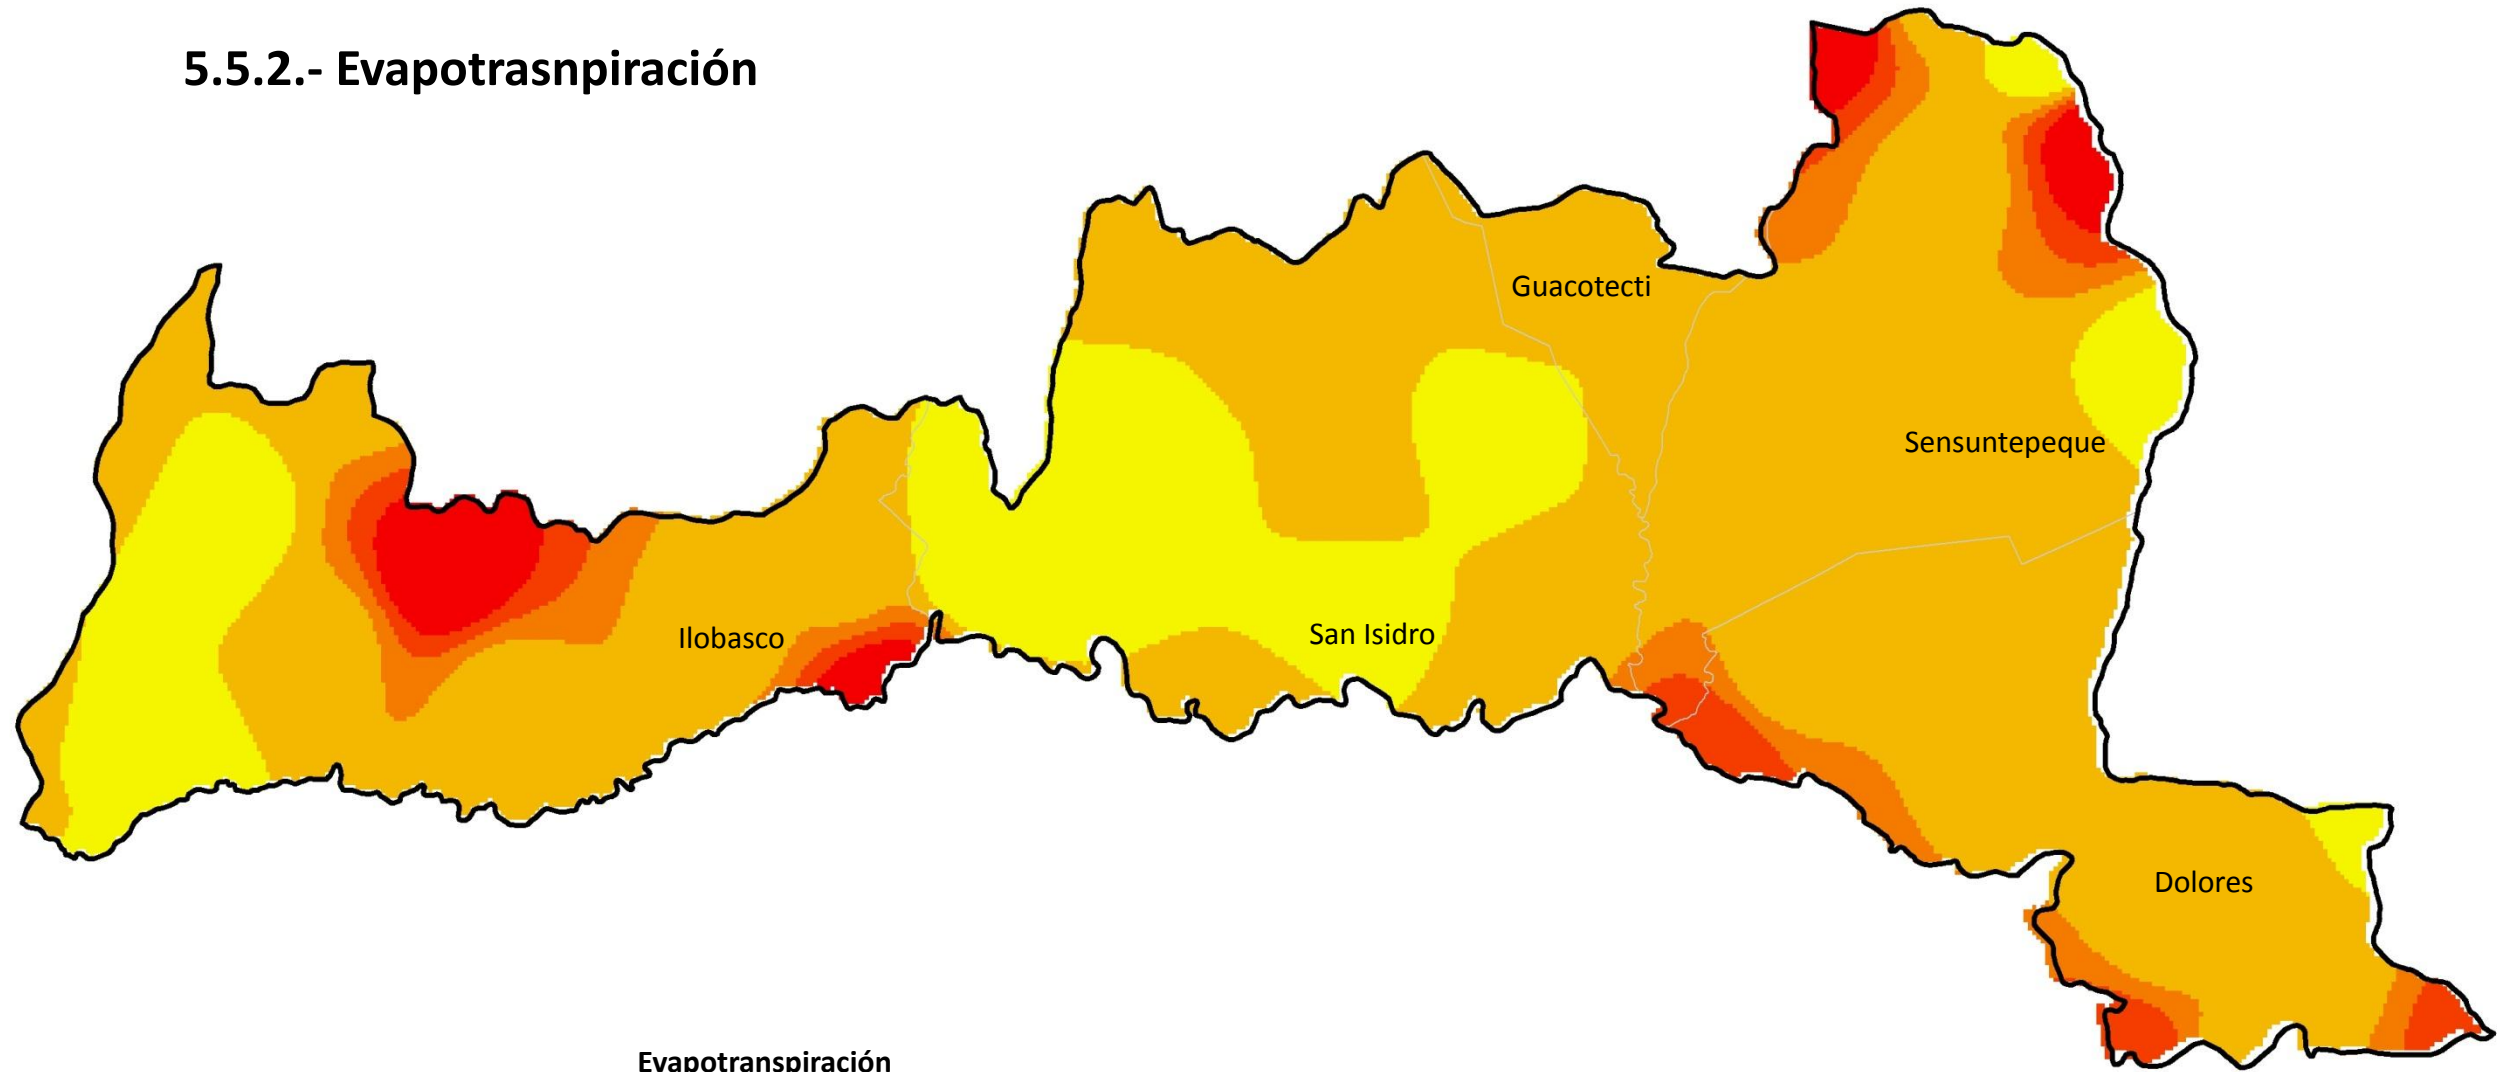 5.5.2.- Evapotrasnpiración
Guacotecti
Sensuntepeque
Ilobasco
San Isidro
Dolores
Evapotranspiración